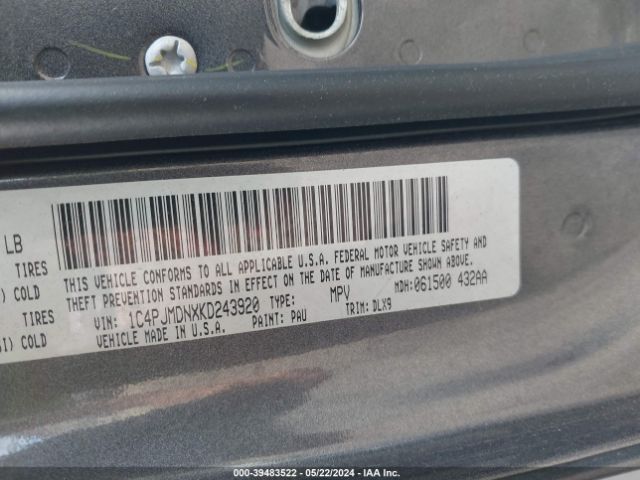 LB
TIRES
THIS VEHICLE CONFORMS TO ALL APPLICABLE U.S.A. FEDERAL MOTOR VEHICLE SAFETY AND
) COLD
THEFT PREVENTION STANDARDS IN EFFECT ON THE DATE OF MANUFACTURE SHOWN ABOVE.
TIRES
VIN: 1C4PJMDNXKD243920 TYPE: MPV MDH:061500 432AA
I) COLD
VEHICLE MADE IN U.S.A. PAINT: PAU TRIM: DLX9
000-39483522 - 05/22/2024 - IAA Inc.